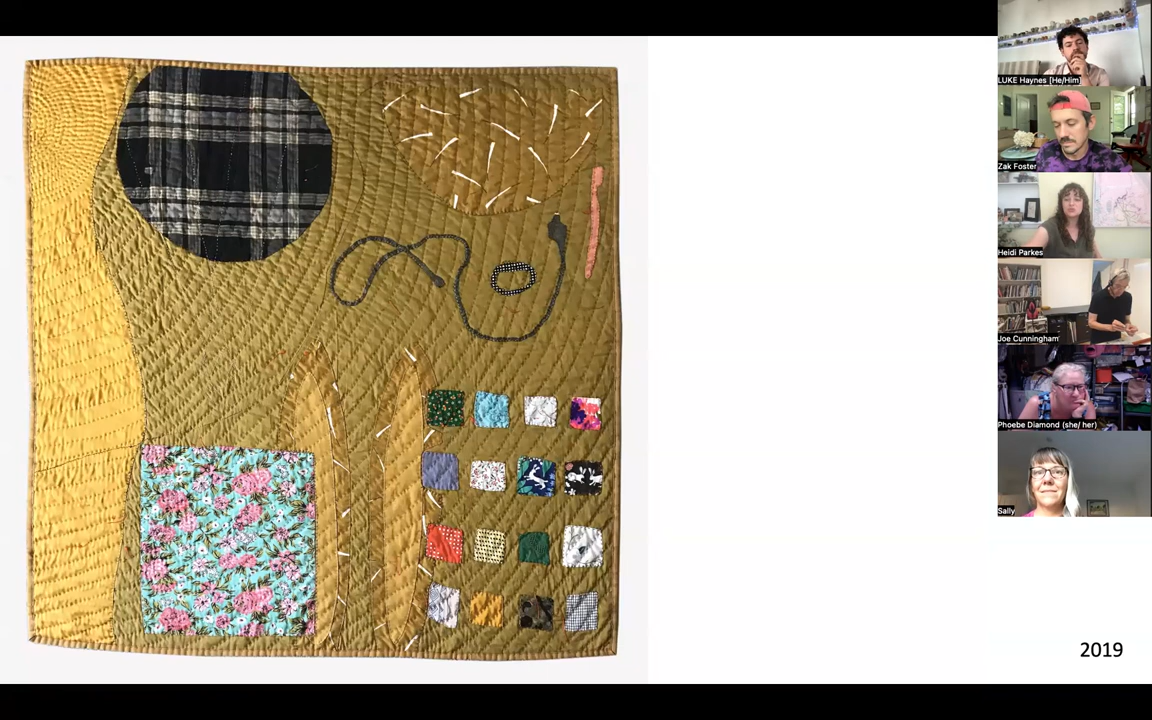 LUKE Haynes [He/Him]
Zak Foster
Heidi Parkes
Joe Cunningham
Phoebe Diamond (she/ her)
Sally
2019